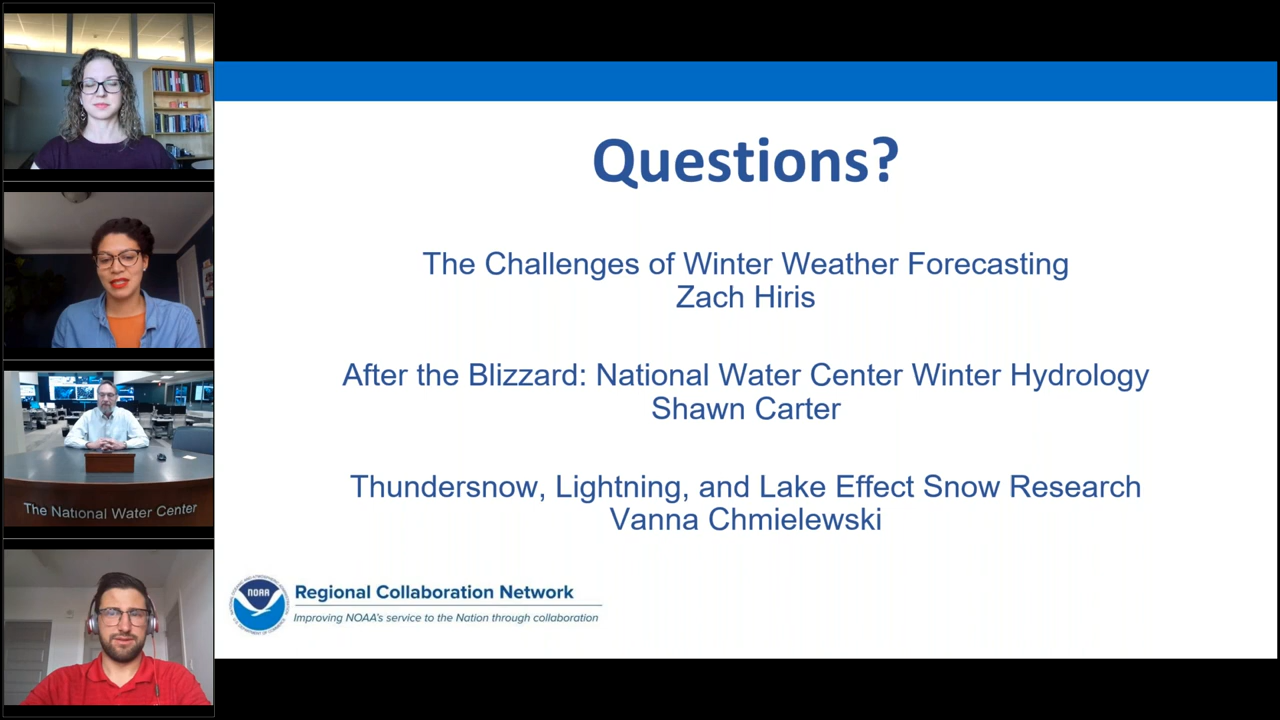 Questions?
The Challenges of Winter Weather Forecasting
Zach Hiris
After the Blizzard: National Water Center Winter Hydrology
Shawn Carter
Thundersnow, Lightning, and Lake Effect Snow Research
Vanna Chmielewski
The National Water Center
NOAA
Regional Collaboration Network
Improving NOAA's service to the Nation through collaboration